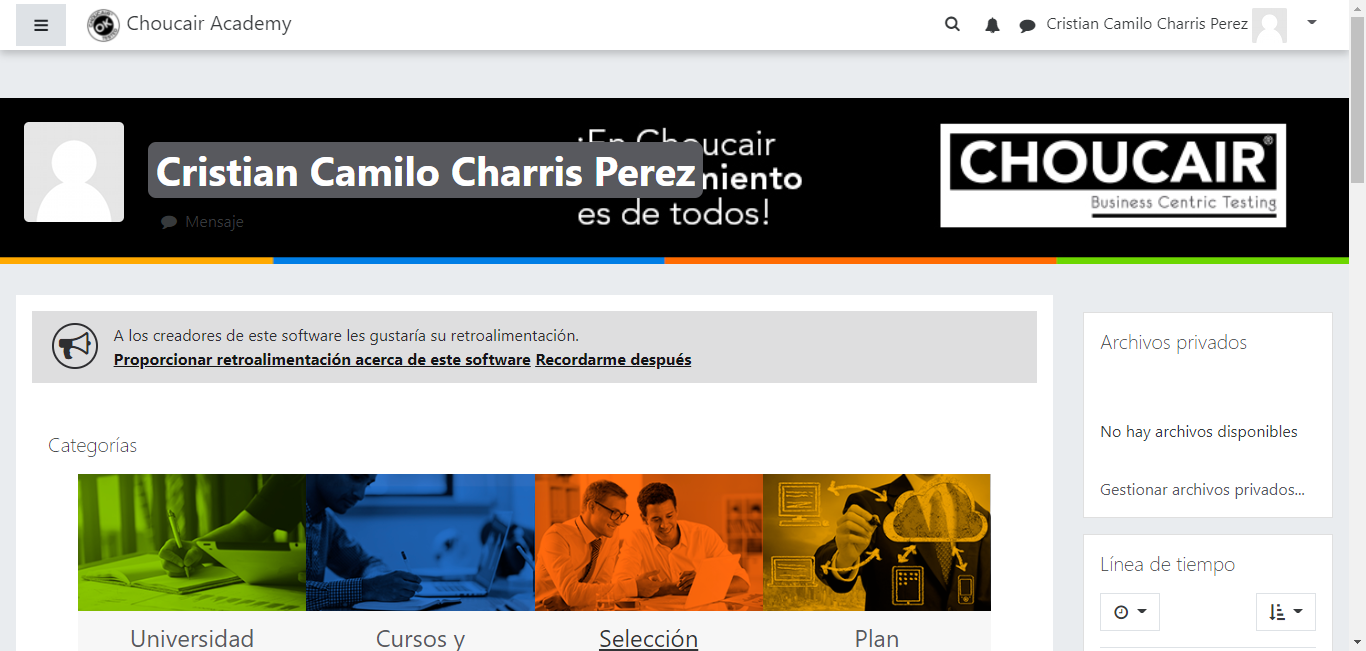 Choucair Academy
Cristian Camilo Charris Perez
¡En Choucair
Cristian Camilo Charris Perez
miento
es de todos!
Mensaje
CHOUCAIR®
Business Centric Testing
A los creadores de este software les gustaría su retroalimentación.
Proporcionar retroalimentación acerca de este software Recordarme después
Categorías
Universidad
Cursos y
Selección
Plan
Archivos privados
No hay archivos disponibles
Gestionar archivos privados...
Línea de tiempo